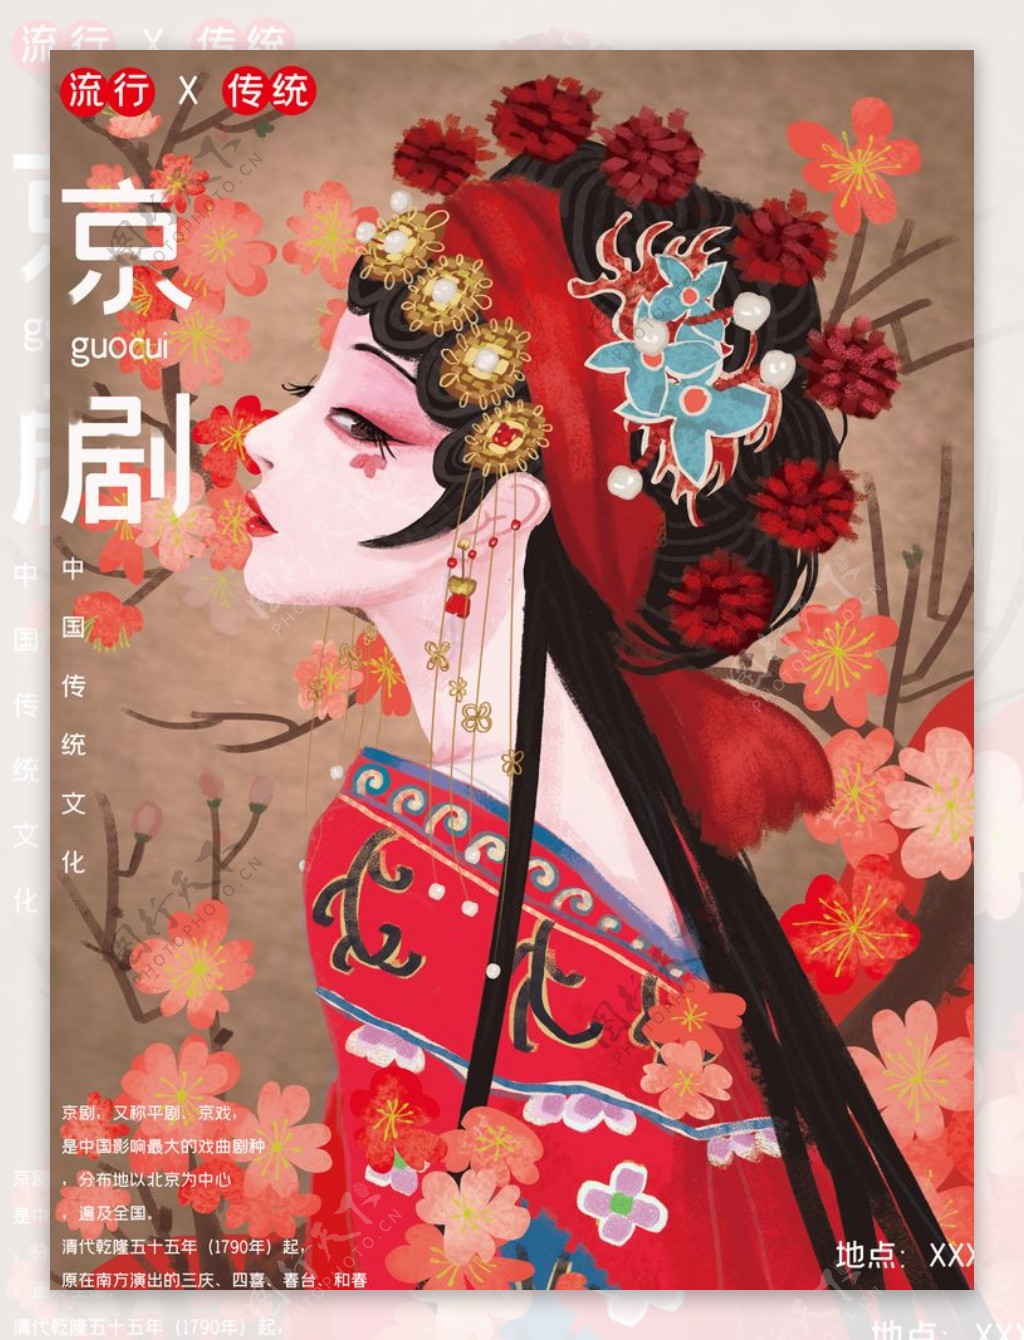 流行 X 传统
京剧
guocui
中国传统文化
京剧，又称平剧、京戏，
是中国影响最大的戏曲剧种
，分布地以北京为中心
，遍及全国。
清代乾隆五十五年（1790年）起，
原在南方演出的三庆、四喜、春台、和春
地点：XXX